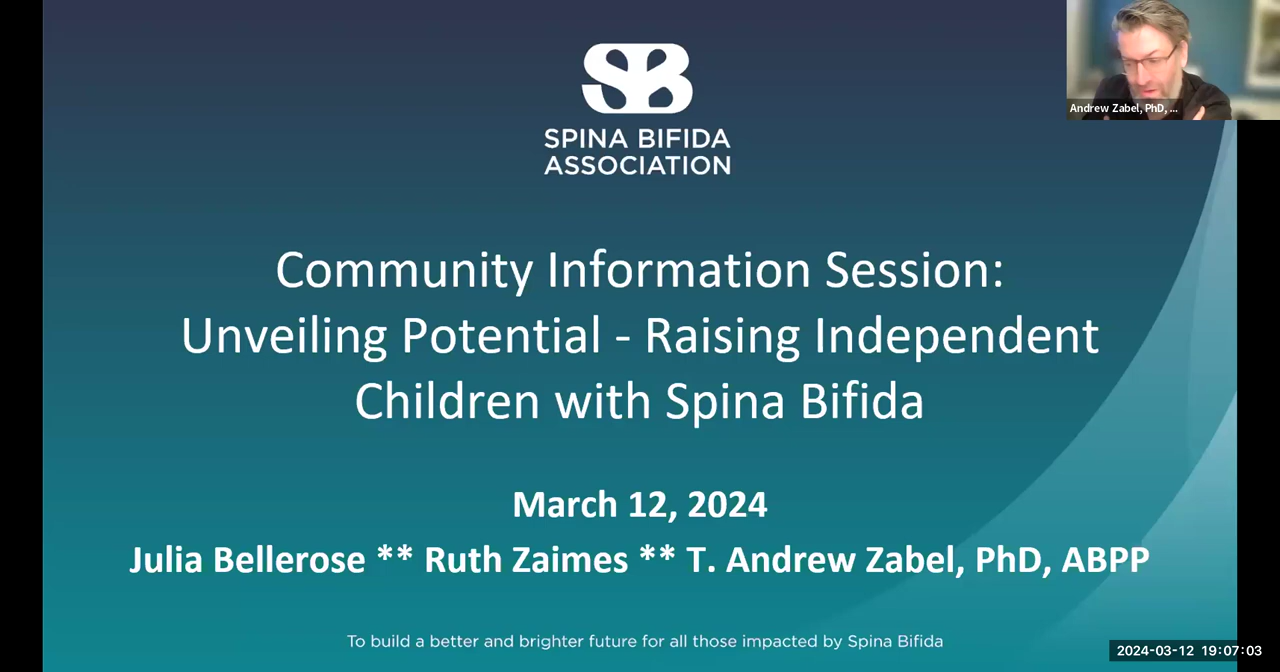 SB
SPINA BIFIDA
ASSOCIATION
Andrew Zabel, PhD, ...
Community Information Session:
Unveiling Potential - Raising Independent
Children with Spina Bifida
March 12, 2024
Julia Bellerose ** Ruth Zaimes ** T. Andrew Zabel, PhD, ABPP
To build a better and brighter future for all those impacted by Spina Bifida
2024-03-12 19:07:03